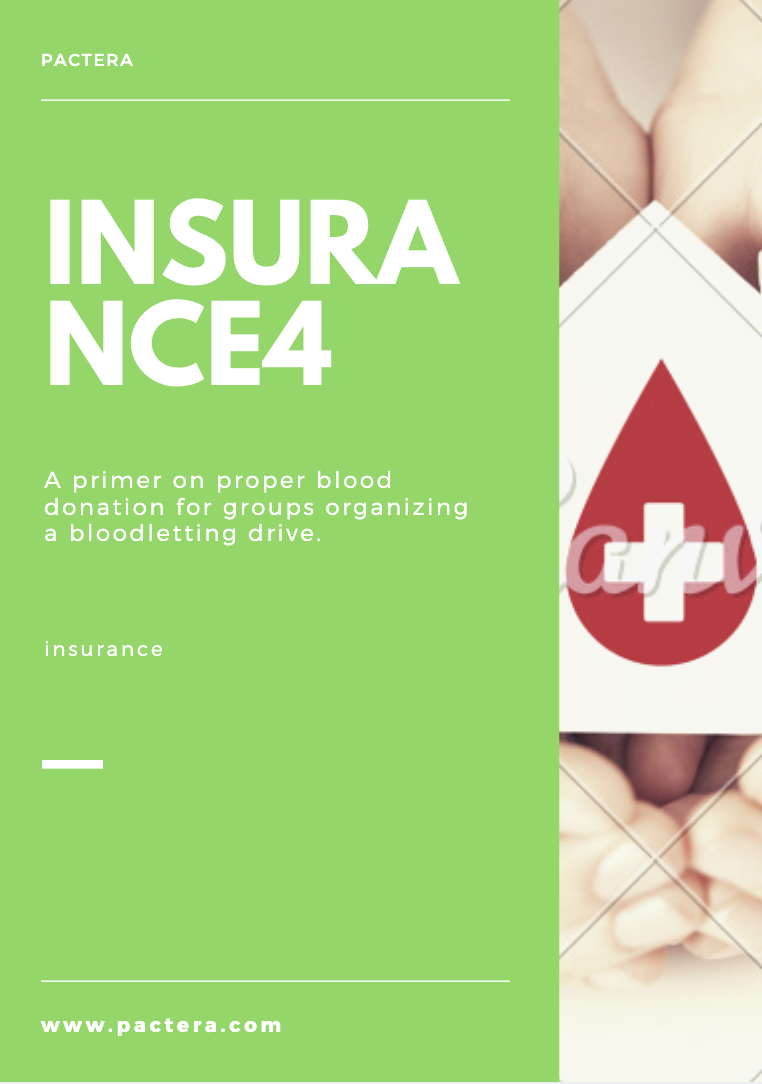 PACTERA
INSURA
NCE4
A primer on proper blood
donation for groups organizing
a bloodletting drive.
insurance
www.pactera.com